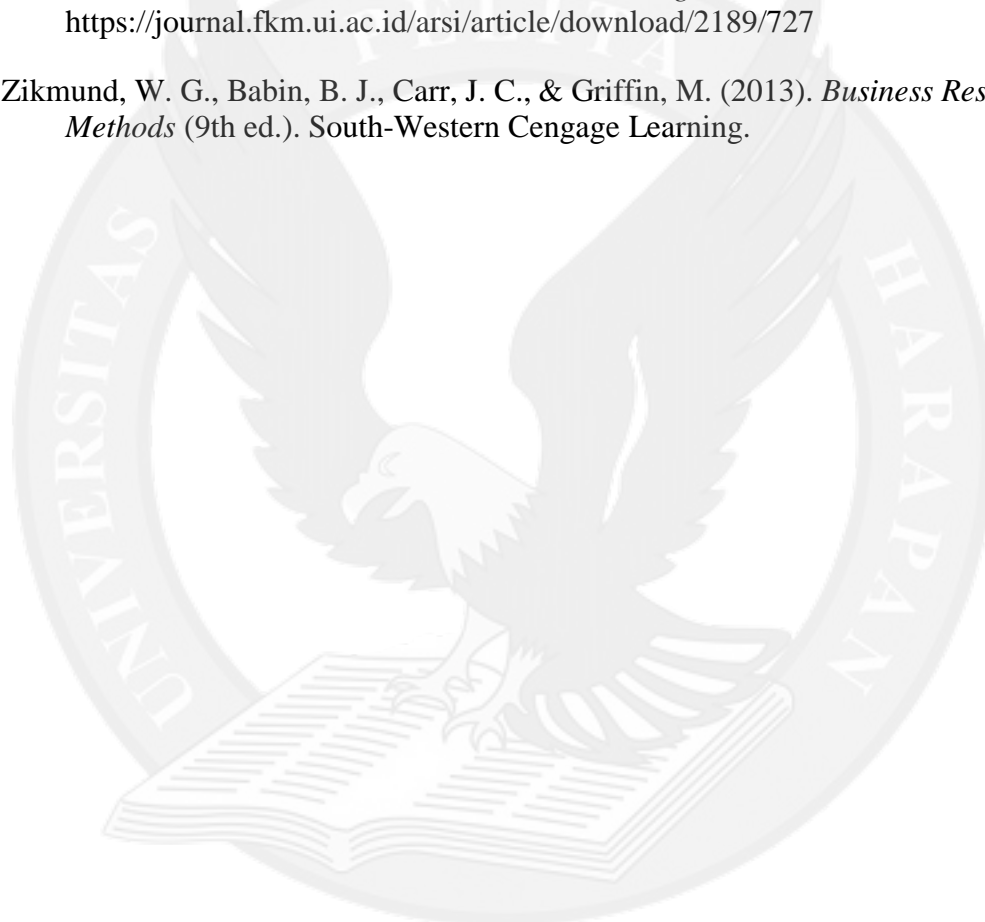 https://journal.fkm.ui.ac.id/arsi/article/download/2189/727
Zikmund, W. G., Babin, B. J., Carr, J. C., & Griffin, M. (2013). Business Res
Methods (9th ed.). South-Western Cengage Learning.
UNIVERSITAS
PELITA
HARAPAN